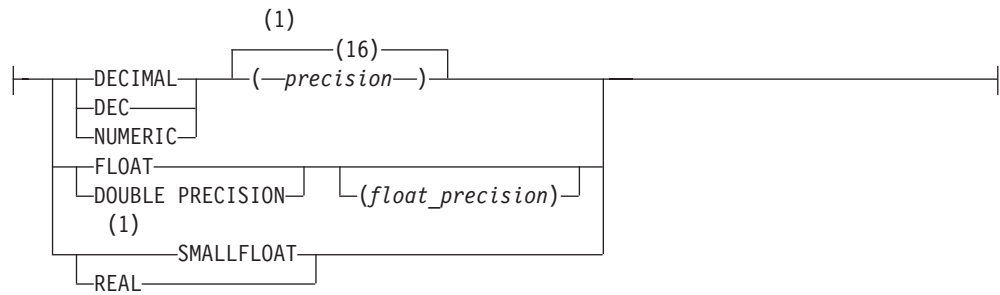 (1)
(16)
DECIMAL ( precision )
DEC
NUMERIC
FLOAT
DOUBLE PRECISION (float_precision)
(1)
SMALLFLOAT
REAL